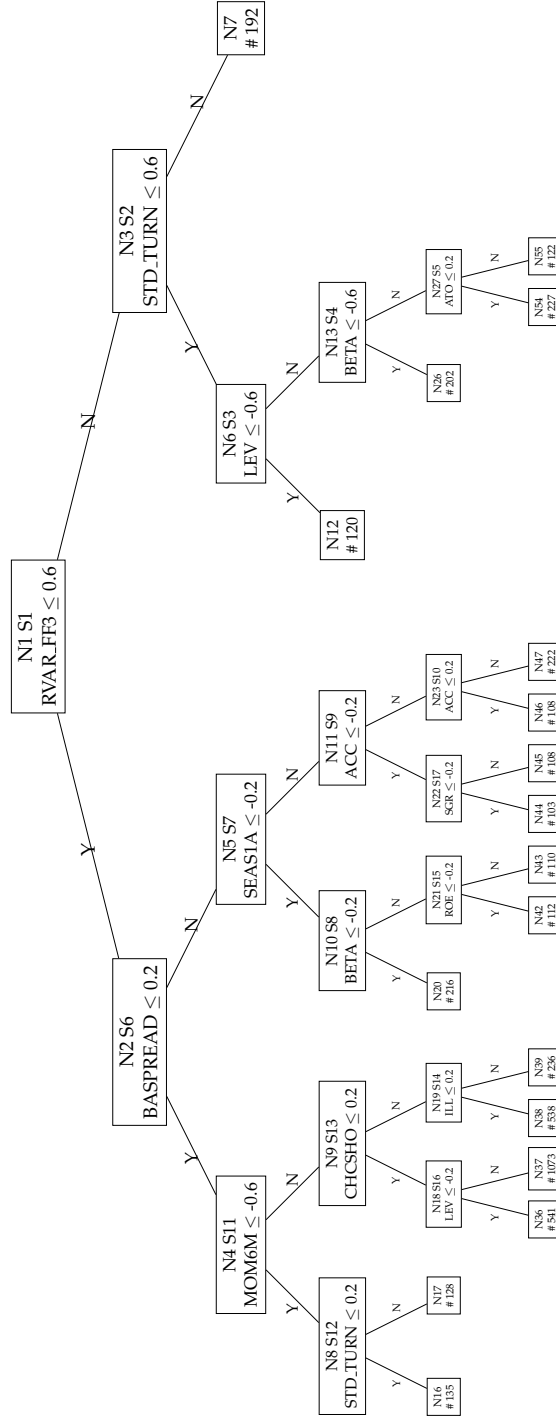 N1 S1
RVAR_FF3 ≤ 0.6
Y
N
N2 S6
BASPREAD ≤ 0.2
N3 S2
STD_TURN ≤ 0.6
Y
N
Y
N
N4 S11
MOM6M ≤ -0.6
N5 S7
SEAS1A ≤ -0.2
N6 S3
LEV ≤ -0.6
N7
# 192
Y
N
Y
N
Y
N
N8 S12
STD_TURN ≤ 0.2
N9 S13
CHCSHO ≤ 0.2
N10 S8
BETA ≤ -0.2
N11 S9
ACC ≤ -0.2
N12
# 120
N13 S4
BETA ≤ -0.6
Y
N
Y
N
Y
N
Y
N
Y
N
N16
# 135
N17
# 128
N18 S16
LEV ≤ -0.2
N19 S14
ILL ≤ 0.2
N20
# 216
N21 S15
ROE ≤ -0.2
N22 S17
SGR ≤ -0.2
N23 S10
ACC ≤ 0.2
N26
# 202
N27 S5
ATO ≤ 0.2
Y
N
Y
N
Y
N
Y
N
Y
N
Y
N
N36
# 541
N37
# 1073
N38
# 538
N39
# 236
N42
# 112
N43
# 110
N44
# 103
N45
# 108
N46
# 108
N47
# 222
N54
# 227
N55
# 122